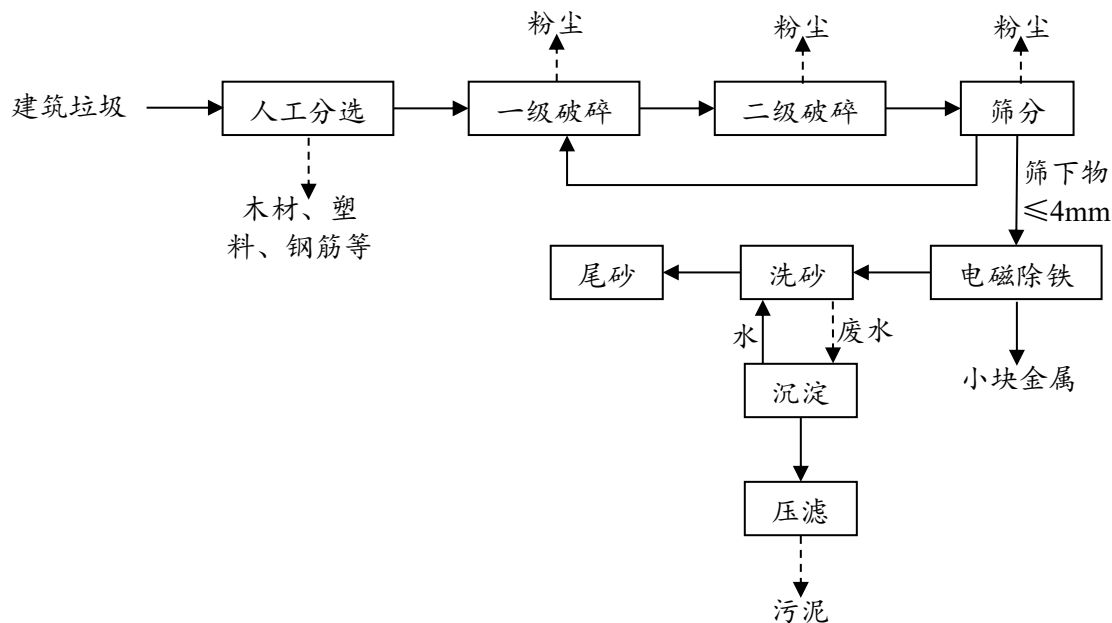 粉尘
粉尘
粉尘
建筑垃圾
人工分选
一级破碎
二级破碎
筛分
木材、塑
料、钢筋等
筛下物
≤4mm
尾砂
洗砂
电磁除铁
水
废水
小块金属
沉淀
压滤
污泥